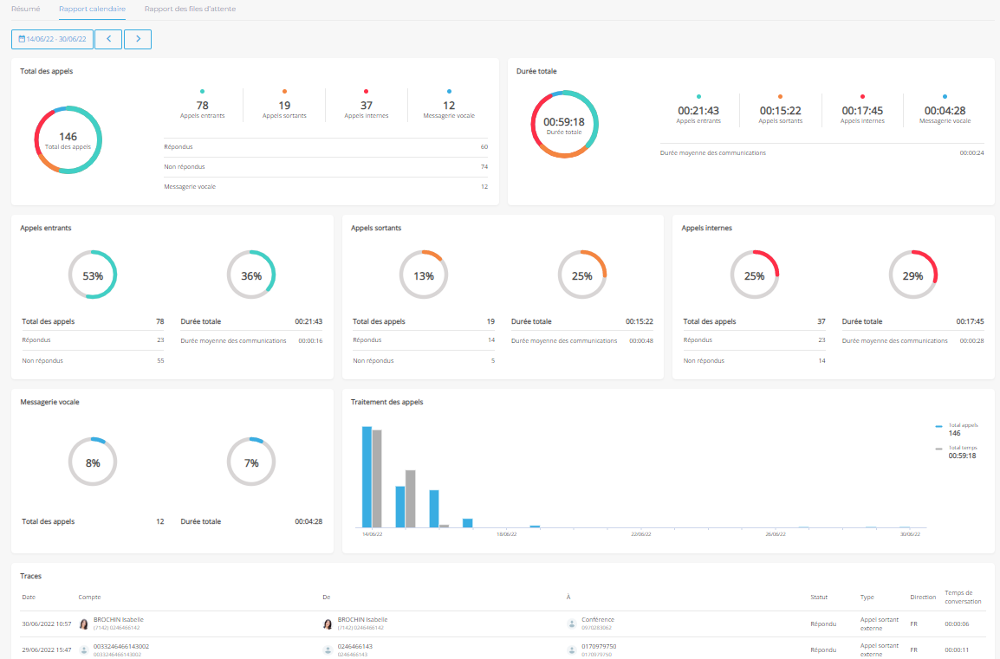 Résumé Rapport calendaire Rapport des files d'attente
14/06/22 - 30/06/22
Total des appels
146
Total des appels
78 19 37 12
Appels entrants Appels sortants Appels internes Messagerie vocale
Répondus 60
Non répondus 74
Messagerie vocale 12
Durée totale
00:59:18
Durée totale
00:21:43 00:15:22 00:17:45 00:04:28
Appels entrants Appels sortants Appels internes Messagerie vocale
Durée moyenne des communications 00:00:24
Appels entrants
53% 36%
Total des appels 78 Durée totale 00:21:43
Répondus 23 Durée moyenne des communications 00:00:16
Non répondus 55
Appels sortants
13% 25%
Total des appels 19 Durée totale 00:15:22
Répondus 14 Durée moyenne des communications 00:00:48
Non répondus 5
Appels internes
25% 29%
Total des appels 37 Durée totale 00:17:45
Répondus 23 Durée moyenne des communications 00:00:28
Non répondus 14
Messagerie vocale
8% 7%
Total des appels 12 Durée totale 00:04:28
Traitement des appels
Total appels
146
Total temps
00:59:18
14/06/22 18/06/22 22/06/22 26/06/22 30/06/22
Traces
Date Compte De À Statut Type Direction Temps de conversation
30/06/2022 10:57 BROCHIN Isabelle BROCHIN Isabelle Conférence Répondu Appel sortant externe FR 00:00:06
(7142) 0246466142 (7142) 0246466142 0970283062
29/06/2022 15:47 0033246466143002 0246466143 0170979750 Répondu Appel sortant externe FR 00:00:11
0033246466143002 0246466143 0170979750